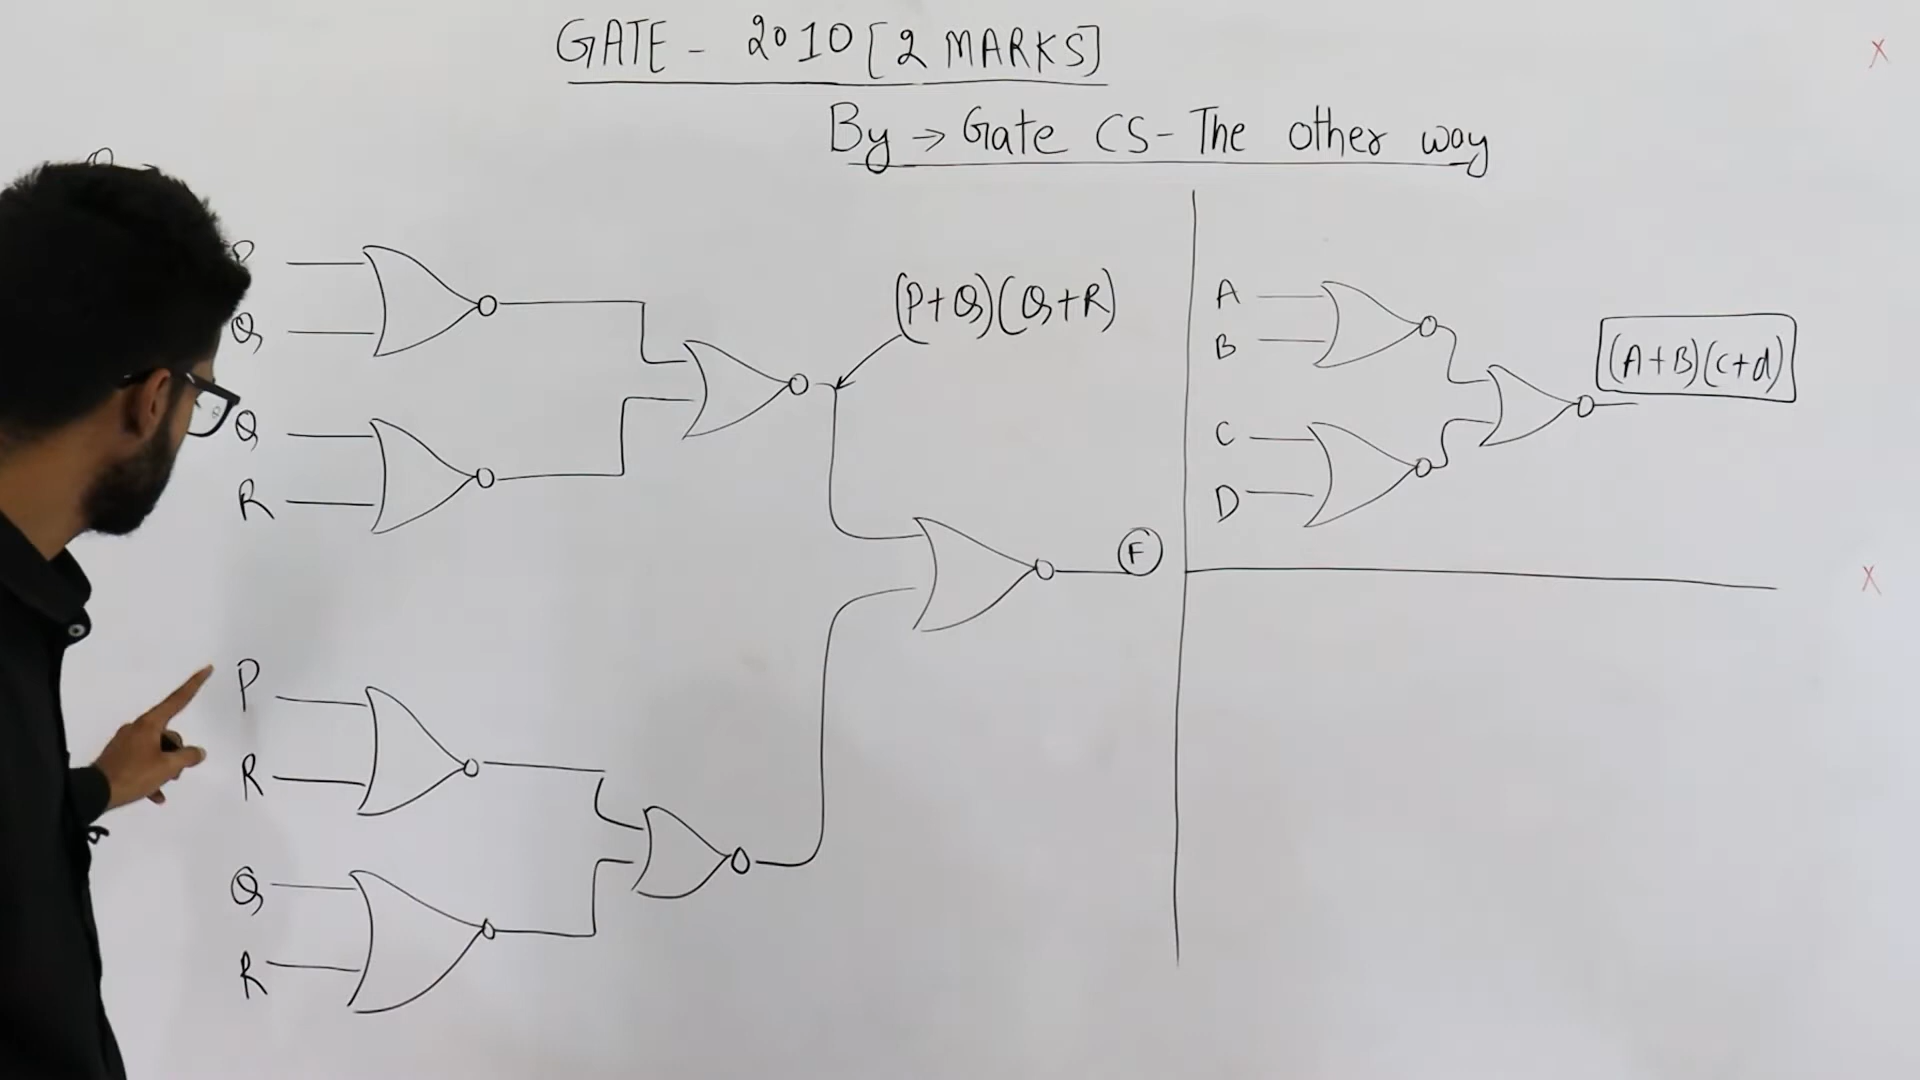 GATE - 2010 [2 MARKS]
By → Gate CS - The other way
X
P
Q
Q
R
(P+Q)(Q+R)
F
P
R
Q
R
A
B
C
D
(A+B)(c+d)
X